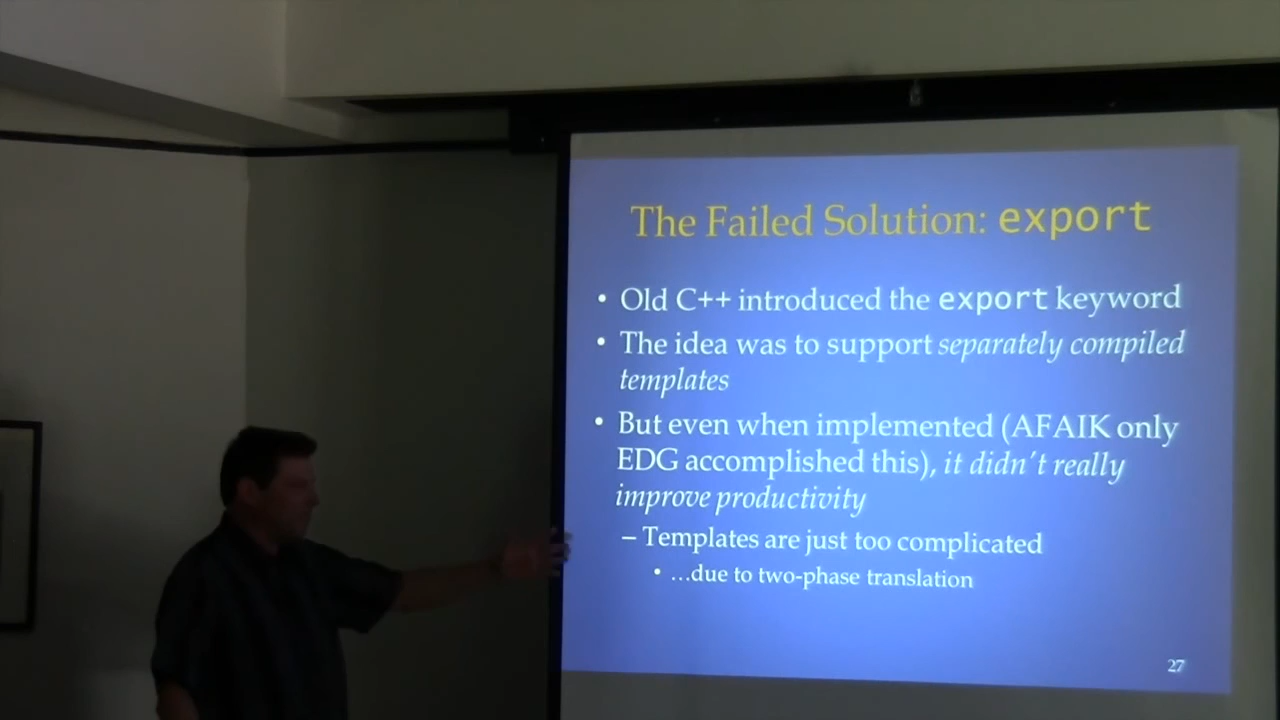 The Failed Solution: export
• Old C++ introduced the export keyword
• The idea was to support separately compiled
templates
• But even when implemented (AFAIK only
EDG accomplished this), it didn't really
improve productivity
– Templates are just too complicated
• …due to two-phase translation
27